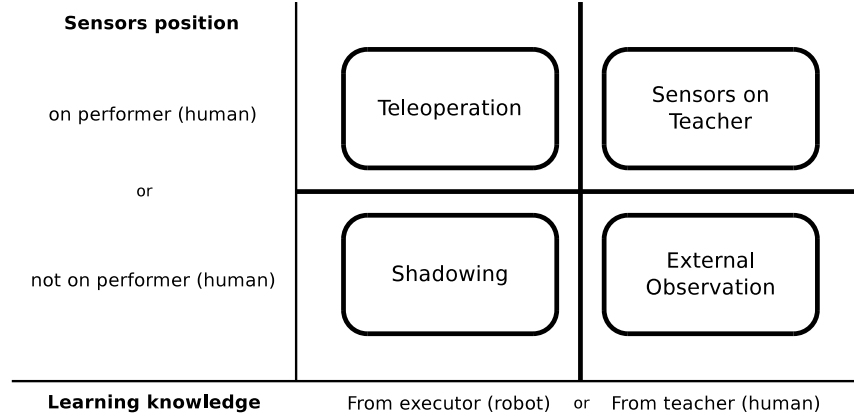 Sensors position
on performer (human)
Teleoperation
Sensors on
Teacher
or
not on performer (human)
Shadowing
External
Observation
Learning knowledge
From executor (robot) or From teacher (human)